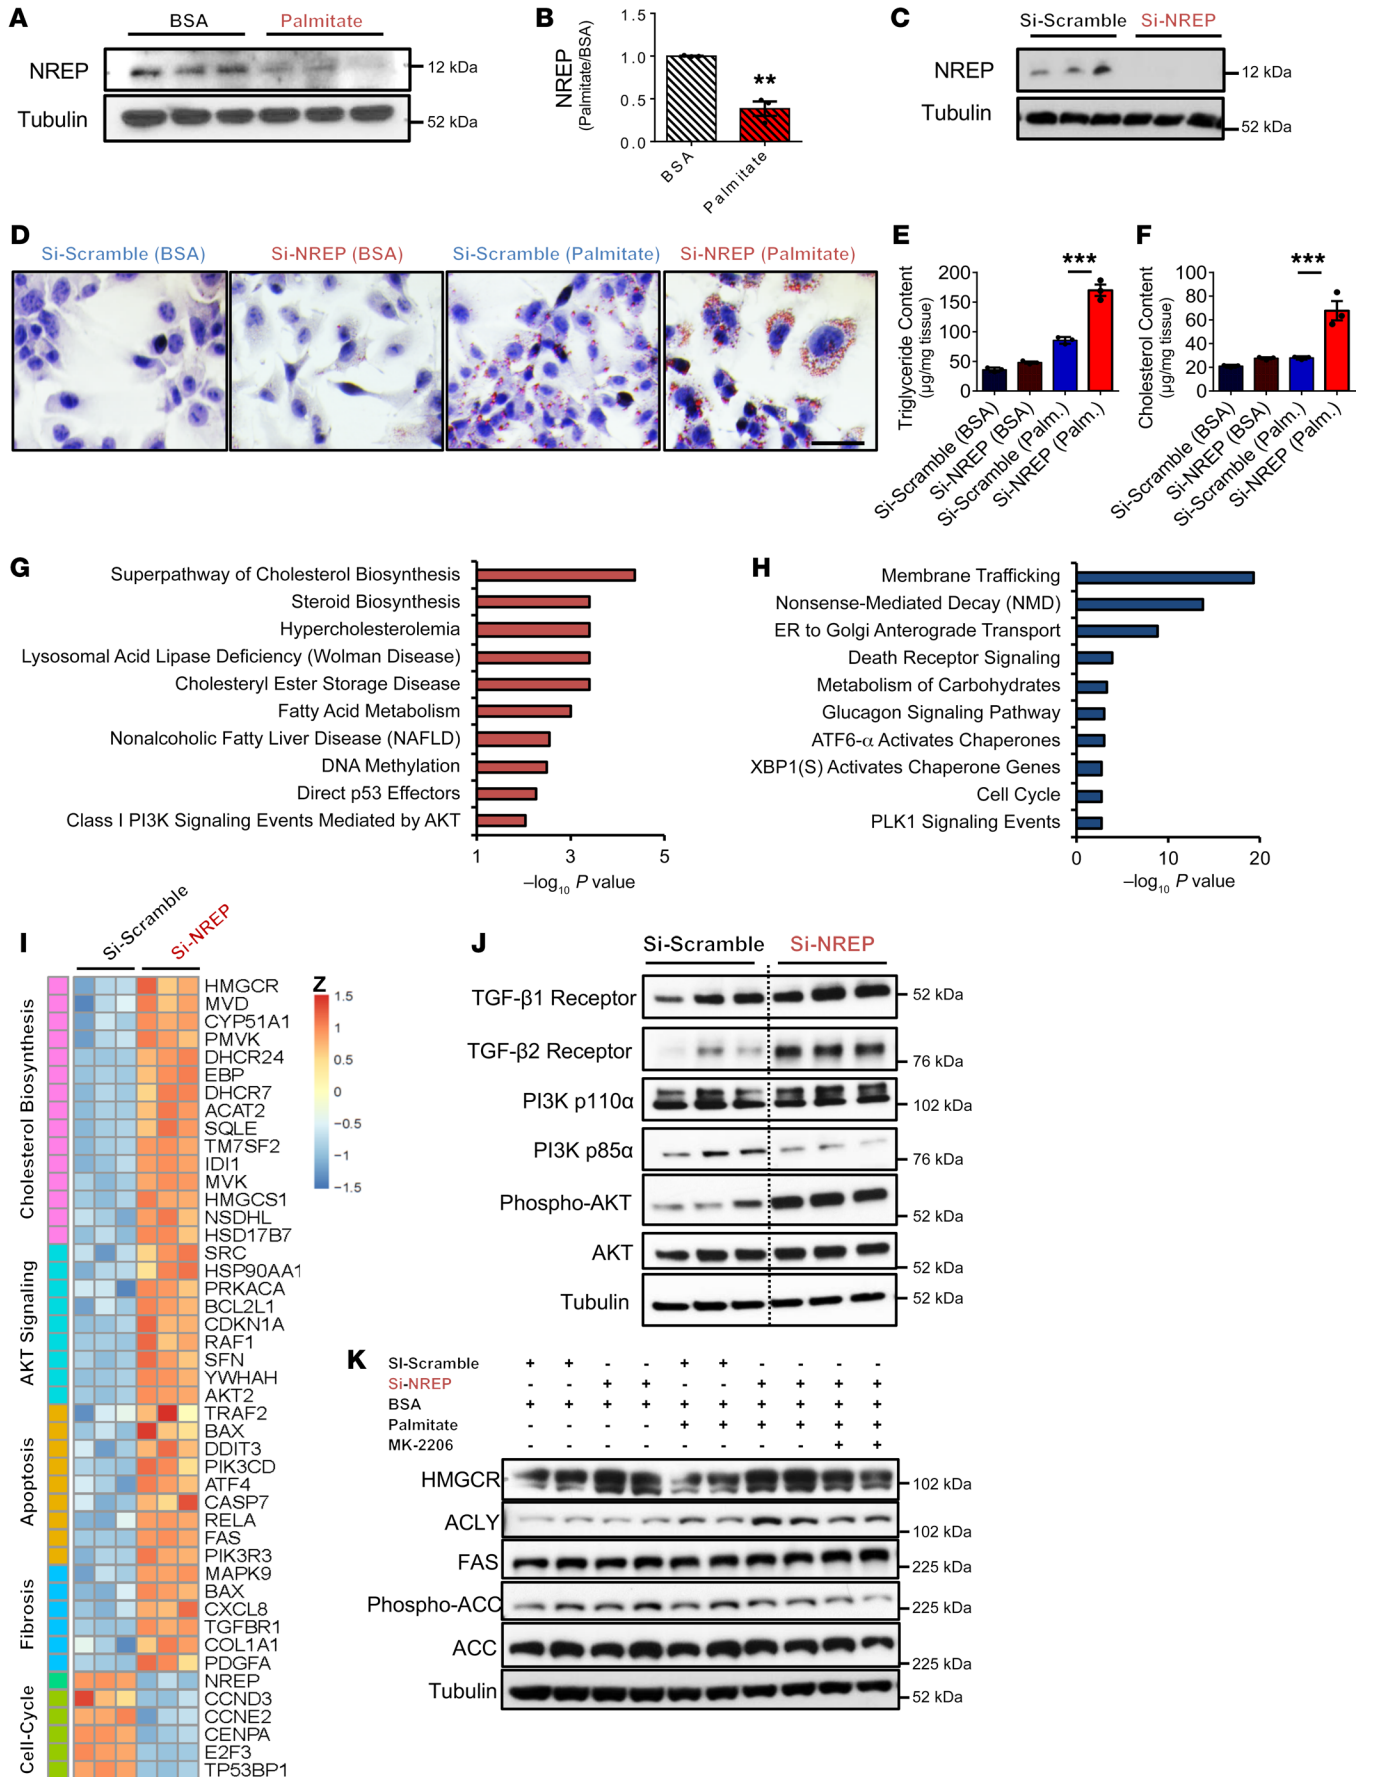 A
BSA
Palmitate
NREP
12 kDa
Tubulin
52 kDa
B
NREP
(Palmitate/BSA)
1.5
1.0
0.5
0.0
**
BSA
Palmitate
C
Si-Scramble
Si-NREP
NREP
12 kDa
Tubulin
52 kDa
D
Si-Scramble (BSA)
Si-NREP (BSA)
Si-Scramble (Palmitate)
Si-NREP (Palmitate)
E
Triglyceride Content
(µg/mg tissue)
200
150
100
50
0
***
Si-Scramble (BSA)
Si-NREP (BSA)
Si-Scramble (Palm.)
Si-NREP (Palm.)
F
Cholesterol Content
(µg/mg tissue)
100
80
60
40
20
0
***
Si-Scramble (BSA)
Si-NREP (BSA)
Si-Scramble (Palm.)
Si-NREP (Palm.)
G
Superpathway of Cholesterol Biosynthesis
Steroid Biosynthesis
Hypercholesterolemia
Lysosomal Acid Lipase Deficiency (Wolman Disease)
Cholesteryl Ester Storage Disease
Fatty Acid Metabolism
Nonalcoholic Fatty Liver Disease (NAFLD)
DNA Methylation
Direct p53 Effectors
Class I PI3K Signaling Events Mediated by AKT
1 3 5
–log10 P value
H
Membrane Trafficking
Nonsense-Mediated Decay (NMD)
ER to Golgi Anterograde Transport
Death Receptor Signaling
Metabolism of Carbohydrates
Glucagon Signaling Pathway
ATF6-α Activates Chaperones
XBP1(S) Activates Chaperone Genes
Cell Cycle
PLK1 Signaling Events
0 10 20
–log10 P value
I
Si-Scramble
Si-NREP
Cholesterol Biosynthesis
AKT Signaling
Apoptosis
Fibrosis
Cell-Cycle
HMGCR
MVD
CYP51A1
PMVK
DHCR24
EBP
DHCR7
ACAT2
SQLE
TM7SF2
IDI1
MVK
HMGCS1
NSDHL
HSD17B7
SRC
HSP90AA1
PRKACA
BCL2L1
CDKN1A
RAF1
SFN
YWHAH
AKT2
TRAF2
BAX
DDIT3
PIK3CD
ATF4
CASP7
RELA
FAS
PIK3R3
MAPK9
BAX
CXCL8
TGFBR1
COL1A1
PDGFA
NREP
CCND3
CCNE2
CENPA
E2F3
TP53BP1
Z
1.5
1
0.5
0
−0.5
−1
−1.5
J
Si-Scramble
Si-NREP
TGF-β1 Receptor
52 kDa
TGF-β2 Receptor
76 kDa
PI3K p110α
102 kDa
PI3K p85α
76 kDa
Phospho-AKT
52 kDa
AKT
52 kDa
Tubulin
52 kDa
K
SI-Scramble + + - - + + - - - -
Si-NREP - - + + - - + + + +
BSA + + + + + + + + + +
Palmitate - - - - + + + + + +
MK-2206 - - - - - - - - + +
HMGCR
102 kDa
ACLY
102 kDa
FAS
225 kDa
Phospho-ACC
225 kDa
ACC
225 kDa
Tubulin
52 kDa